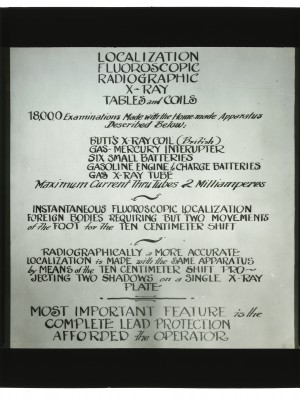 LOCALIZATION
FLUOROSCOPIC
RADIOGRAPHIC
X-RAY
TABLES and COILS
18,000 Examinations Made with the Home-made Apparatus
Described Below:
BUTT'S X-RAY COIL (British)
GAS-MERCURY INTERUPTER
SIX SMALL BATTERIES
GASOLINE ENGINE & CHARGE BATTERIES
GAS X-RAY TUBE
Maximum Current Thru Tubes 2 Milliamperes
INSTANTANEOUS FLUOROSCOPIC LOCALIZATION
FOREIGN BODIES REQUIRING BUT TWO MOVEMENTS
of the FOOT for the TEN CENTIMETER SHIFT
RADIOGRAPHICALLY a MORE ACCURATE
LOCALIZATION IS MADE with the SAME APPARATUS
by MEANS of the TEN CENTIMETER SHIFT PRO-
JECTING TWO SHADOWS on a SINGLE X-RAY
PLATE
MOST IMPORTANT FEATURE is the
COMPLETE LEAD PROTECTION
AFFORDED the OPERATOR